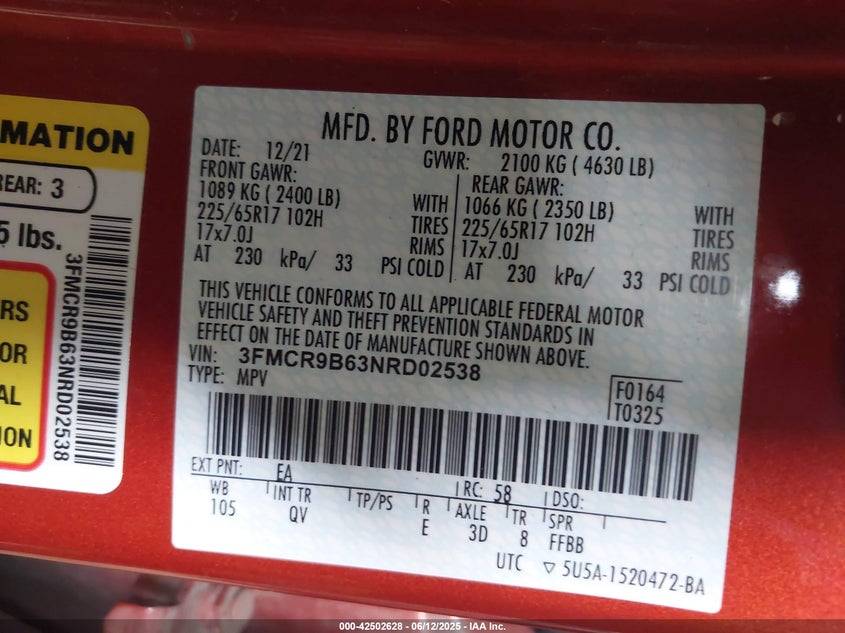 RMATION
REAR: 3
5 lbs.
RS
OR
AL
ION
3FMCR9B63NRD02538
MFD. BY FORD MOTOR CO.
DATE: 12/21 GVWR: 2100 KG ( 4630 LB)
FRONT GAWR: REAR GAWR:
1089 KG ( 2400 LB) WITH 1066 KG ( 2350 LB) WITH
225/65R17 102H TIRES 225/65R17 102H TIRES
17x7.0J RIMS 17x7.0J RIMS
AT 230 kPa/ 33 PSI COLD AT 230 kPa/ 33 PSI COLD
THIS VEHICLE CONFORMS TO ALL APPLICABLE FEDERAL MOTOR
VEHICLE SAFETY AND THEFT PREVENTION STANDARDS IN
EFFECT ON THE DATE OF MANUFACTURE SHOWN ABOVE.
VIN: 3FMCR9B63NRD02538
TYPE: MPV
F0164
T0325
EXT PNT: EA RC: 58 DSO:
WB INT TR TP/PS R AXLE TR SPR
105 QV E 3D 8 FFBB
UTC ▽ 5U5A-1520472-BA
000-42502628 - 06/12/2025 - IAA Inc.